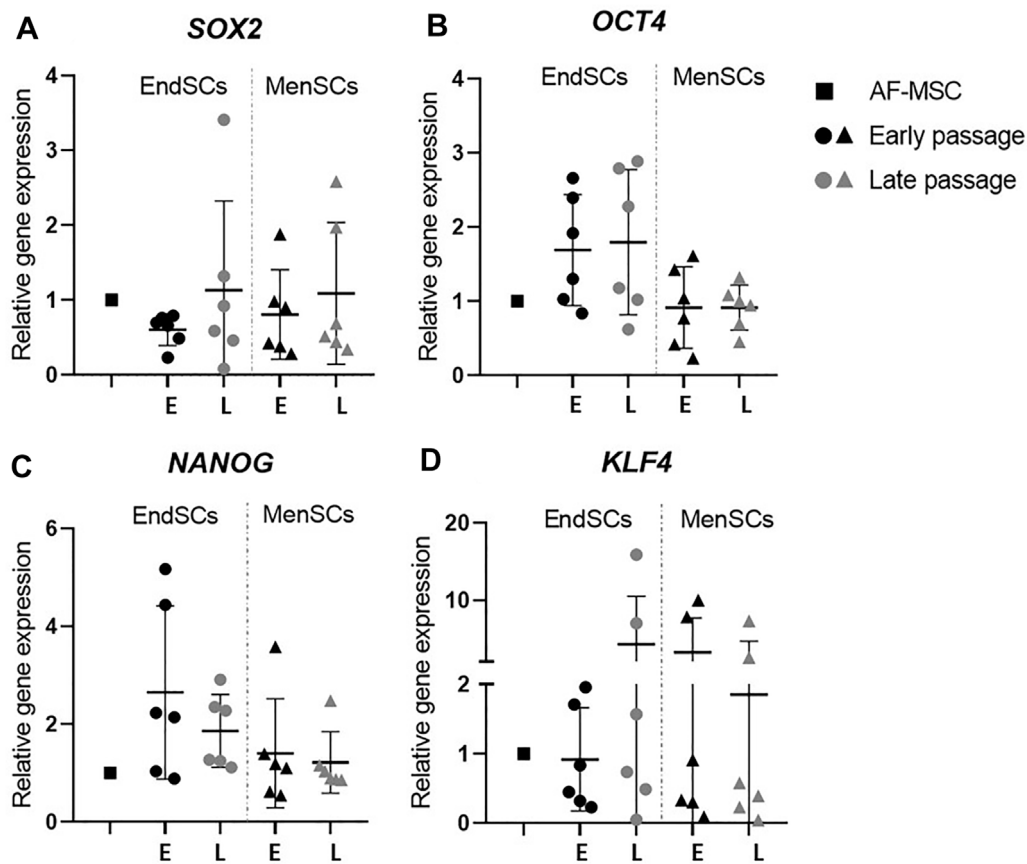 A
SOX2
EndSCs
MenSCs
Relative gene expression
4
3
2
1
0
E
L
E
L
B
OCT4
EndSCs
MenSCs
Relative gene expression
4
3
2
1
0
E
L
E
L
AF-MSC
Early passage
Late passage
C
NANOG
EndSCs
MenSCs
Relative gene expression
6
4
2
0
E
L
E
L
D
KLF4
EndSCs
MenSCs
Relative gene expression
20
10
2
1
0
E
L
E
L